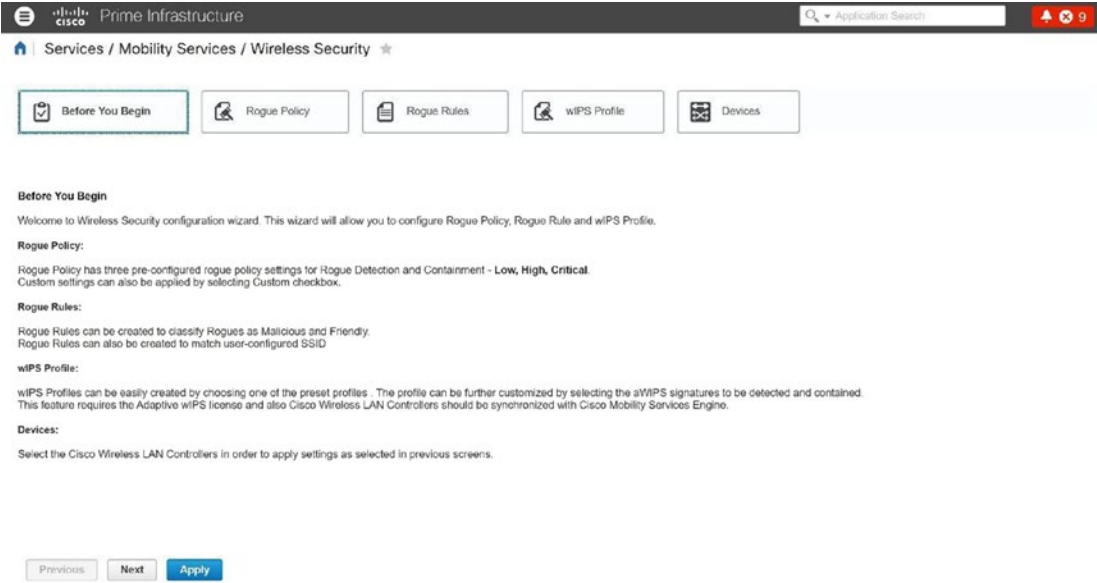 cisco Prime Infrastructure
Application Search
9
Services / Mobility Services / Wireless Security
Before You Begin
Rogue Policy
Rogue Rules
wIPS Profile
Devices
Before You Begin
Welcome to Wireless Security configuration wizard. This wizard will allow you to configure Rogue Policy, Rogue Rule and wIPS Profile.
Rogue Policy:
Rogue Policy has three pre-configured rogue policy settings for Rogue Detection and Containment - Low, High, Critical.
Custom settings can also be applied by selecting Custom checkbox.
Rogue Rules:
Rogue Rules can be created to classify Rogues as Malicious and Friendly.
Rogue Rules can also be created to match user-configured SSID
wIPS Profile:
wIPS Profiles can be easily created by choosing one of the preset profiles . The profile can be further customized by selecting the aWIPS signatures to be detected and contained.
This feature requires the Adaptive wIPS license and also Cisco Wireless LAN Controllers should be synchronized with Cisco Mobility Services Engine.
Devices:
Select the Cisco Wireless LAN Controllers in order to apply settings as selected in previous screens.
Previous
Next
Apply